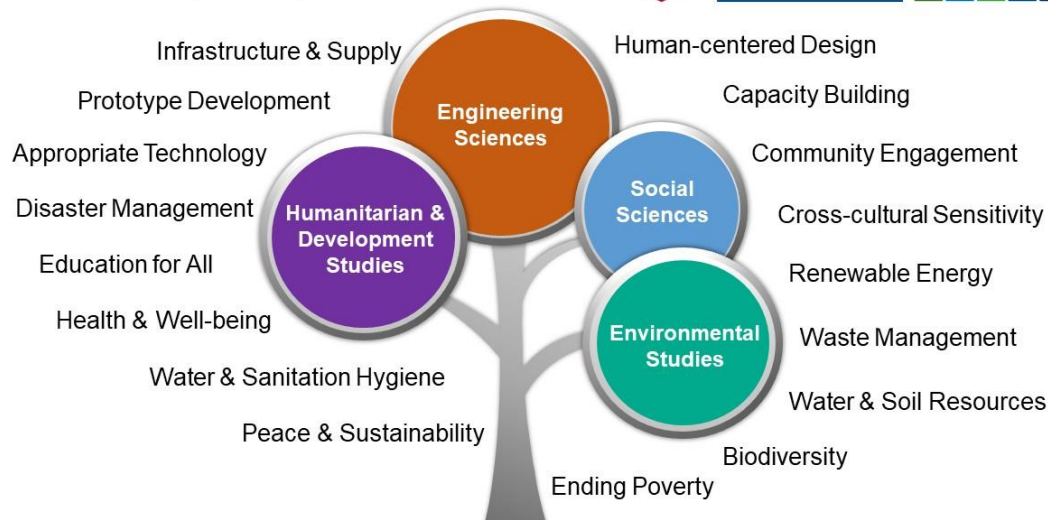 Infrastructure & Supply
Human-centered Design
Prototype Development
Capacity Building
Engineering
Sciences
Appropriate Technology
Community Engagement
Disaster Management
Humanitarian &
Development
Studies
Social
Sciences
Cross-cultural Sensitivity
Education for All
Renewable Energy
Health & Well-being
Environmental
Studies
Waste Management
Water & Sanitation Hygiene
Water & Soil Resources
Peace & Sustainability
Biodiversity
Ending Poverty